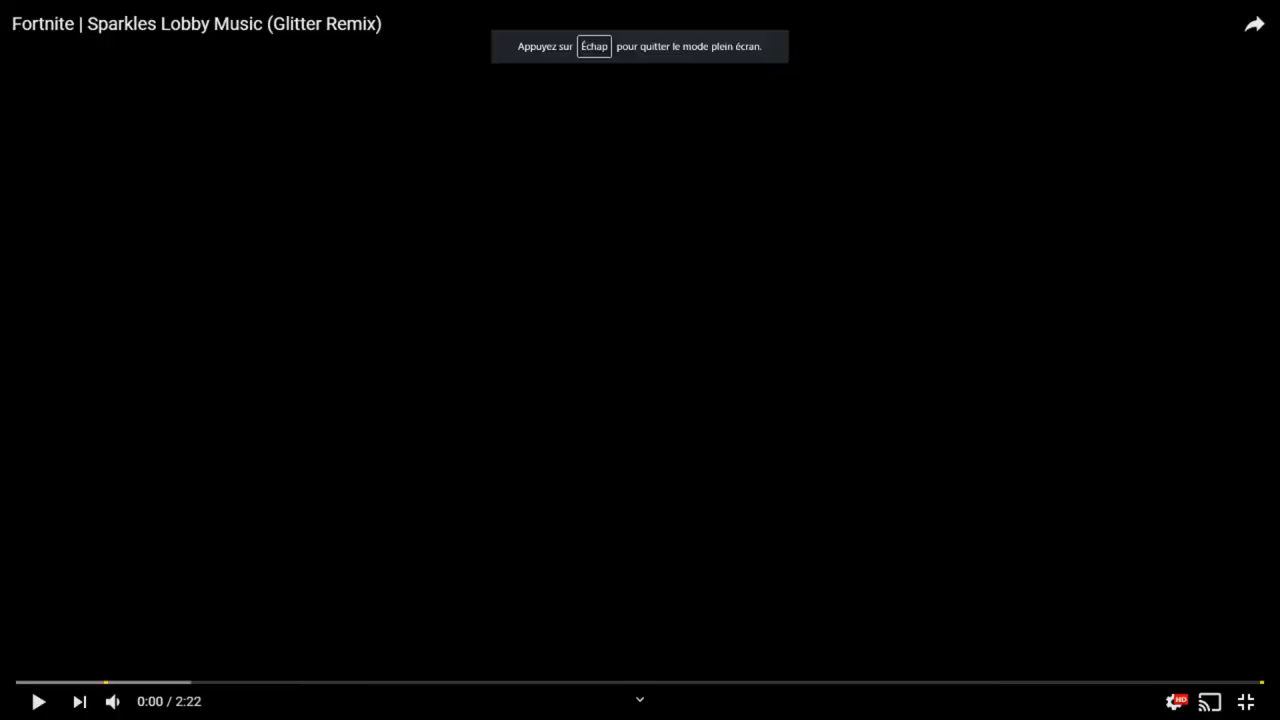 Fortnite | Sparkles Lobby Music (Glitter Remix)
Appuyez sur Échap pour quitter le mode plein écran.
0:00 / 2:22
HD